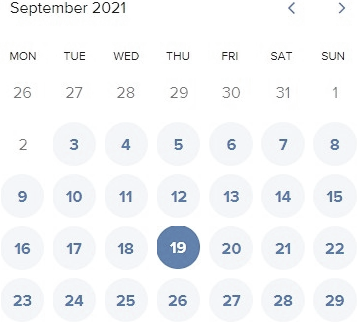 September 2021
MON TUE WED THU FRI SAT SUN
26 27 28 29 30 31 1
2 3 4 5 6 7 8
9 10 11 12 13 14 15
16 17 18 19 20 21 22
23 24 25 26 27 28 29